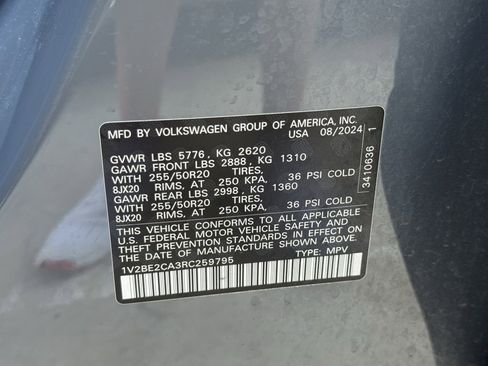 MFD BY VOLKSWAGEN GROUP OF AMERICA, INC.
USA 08/2024
GVWR LBS 5776 , KG 2620
GAWR FRONT LBS 2888 , KG 1310
WITH 255/50R20 TIRES,
8JX20 RIMS, AT 250 KPA, 36 PSI COLD
GAWR REAR LBS 2998 , KG 1360
WITH 255/50R20 TIRES,
8JX20 RIMS, AT 250 KPA, 36 PSI COLD
THIS VEHICLE CONFORMS TO ALL APPLICABLE
U.S. FEDERAL MOTOR VEHICLE SAFETY
AND THEFT PREVENTION STANDARDS IN EFFECT ON
THE DATE OF MANUFACTURE SHOWN ABOVE.
1V2BE2CA3RC259795 TYPE: MPV
3410936 1